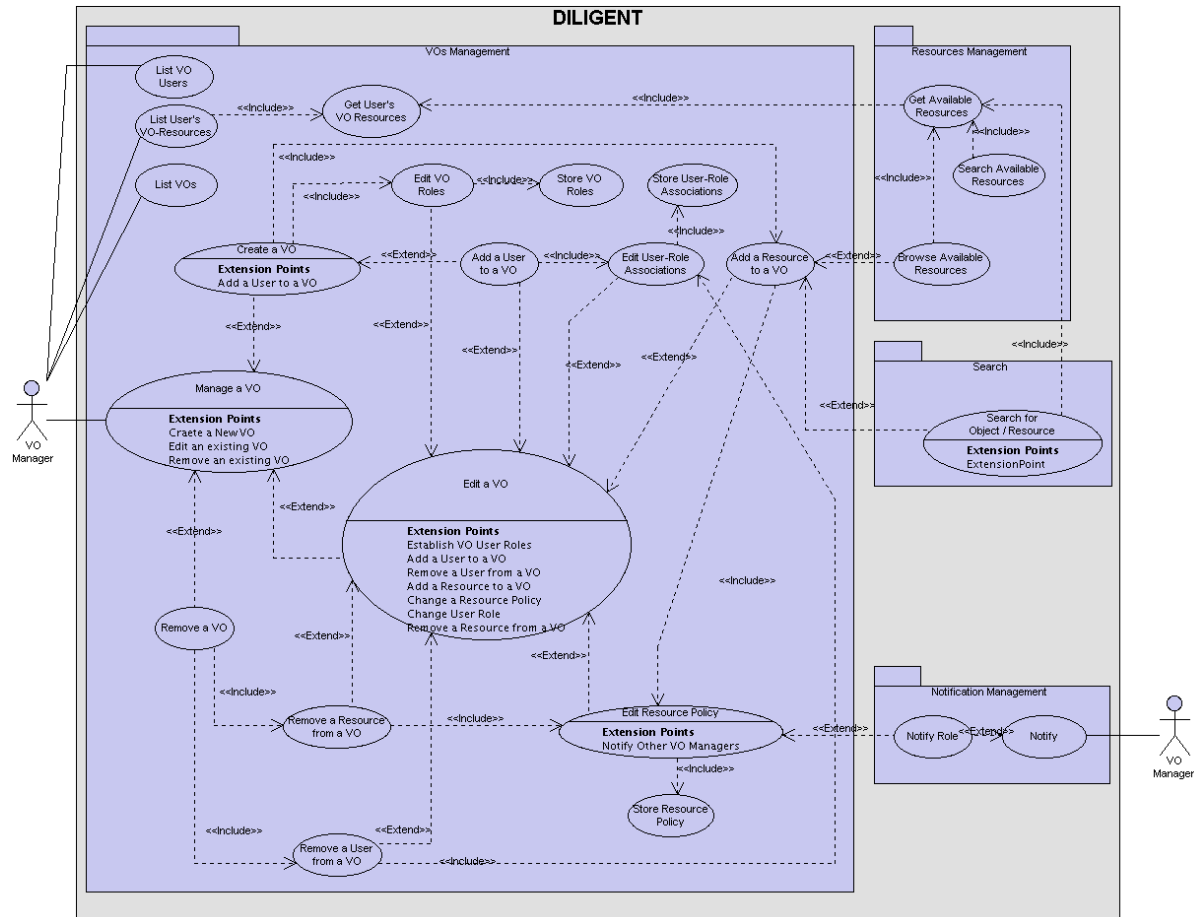 DILIGENT
VOs Management
Resources Management
List VO
Users
List User's
VO-Resources
<<Include>>
Get User's
VO Resources
<<Include>>
Get Available
Reosurces
<<Include>>
Search Available
Resources
List VOs
<<Include>>
<<Include>>
Edit VO
Roles
<<Include>>
Store VO
Roles
Store User-Role
Associations
<<Include>>
<<Include>>
Create a VO
Extension Points
Add a User to a VO
<<Extend>>
Add a User
to a VO
<<Include>>
Edit User-Role
Associations
Add a Resource
to a VO
<<Extend>>
Browse Available
Resources
<<Extend>>
<<Extend>>
<<Extend>>
<<Extend>>
<<Include>>
Search
Manage a VO
Extension Points
Craete a New VO
Edit an existing VO
Remove an existing VO
VO
Manager
<<Extend>>
Search for
Object / Resource
Extension Points
ExtensionPoint
Edit a VO
Extension Points
Establish VO User Roles
Add a User to a VO
Remove a User from a VO
Add a Resource to a VO
Change a Resource Policy
Change User Role
Remove a Resource from a VO
<<Extend>>
<<Extend>>
<<Include>>
Remove a VO
<<Extend>>
<<Extend>>
<<Include>>
Remove a Resource
from a VO
<<Include>>
Edit Resource Policy
Extension Points
Notify Other VO Managers
<<Extend>>
Notification Management
Notify Role
<<Extend>>
Notify
VO
Manager
<<Include>>
Store Resource
Policy
<<Include>>
Remove a User
from a VO
<<Extend>>
<<Include>>